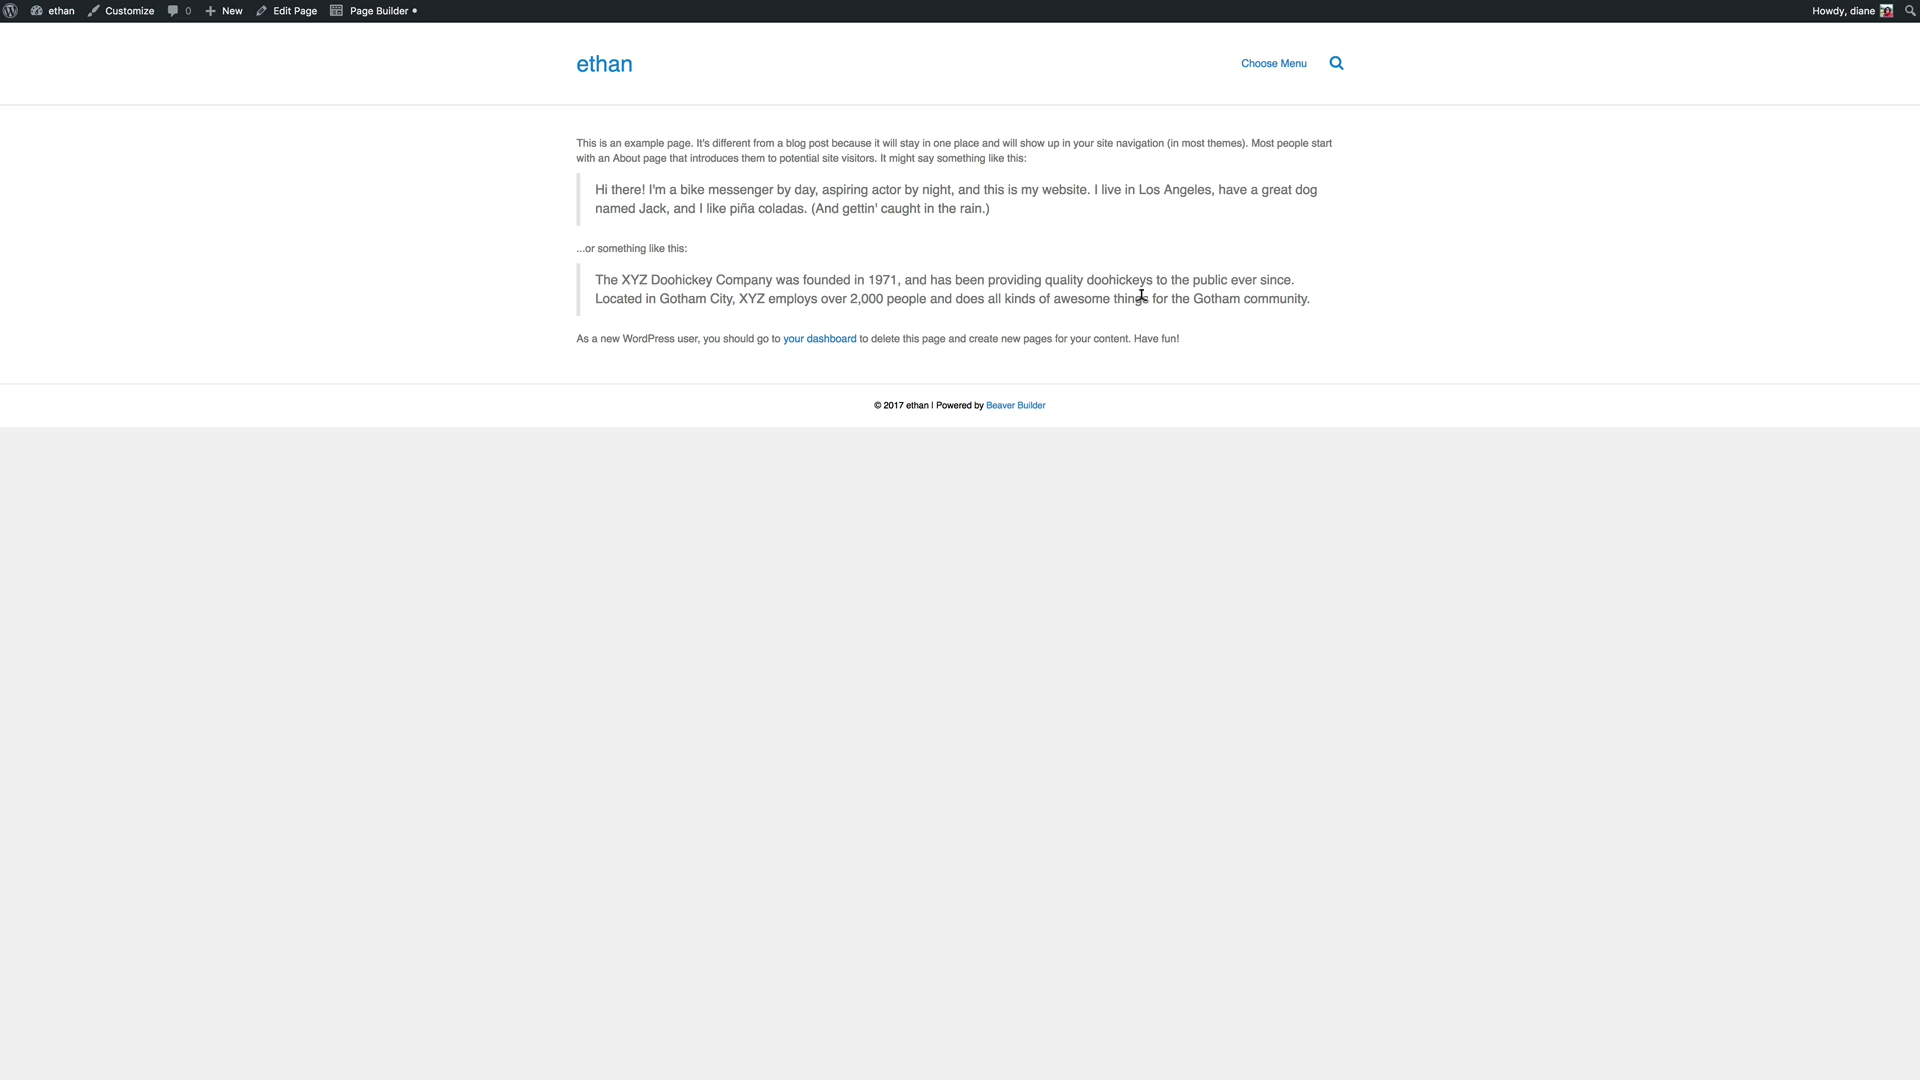 ethan Customize 0 New Edit Page Page Builder • Howdy, diane
ethan Choose Menu
This is an example page. It's different from a blog post because it will stay in one place and will show up in your site navigation (in most themes). Most people start
with an About page that introduces them to potential site visitors. It might say something like this:
Hi there! I'm a bike messenger by day, aspiring actor by night, and this is my website. I live in Los Angeles, have a great dog
named Jack, and I like piña coladas. (And gettin' caught in the rain.)
...or something like this:
The XYZ Doohickey Company was founded in 1971, and has been providing quality doohickeys to the public ever since.
Located in Gotham City, XYZ employs over 2,000 people and does all kinds of awesome things for the Gotham community.
As a new WordPress user, you should go to your dashboard to delete this page and create new pages for your content. Have fun!
© 2017 ethan | Powered by Beaver Builder